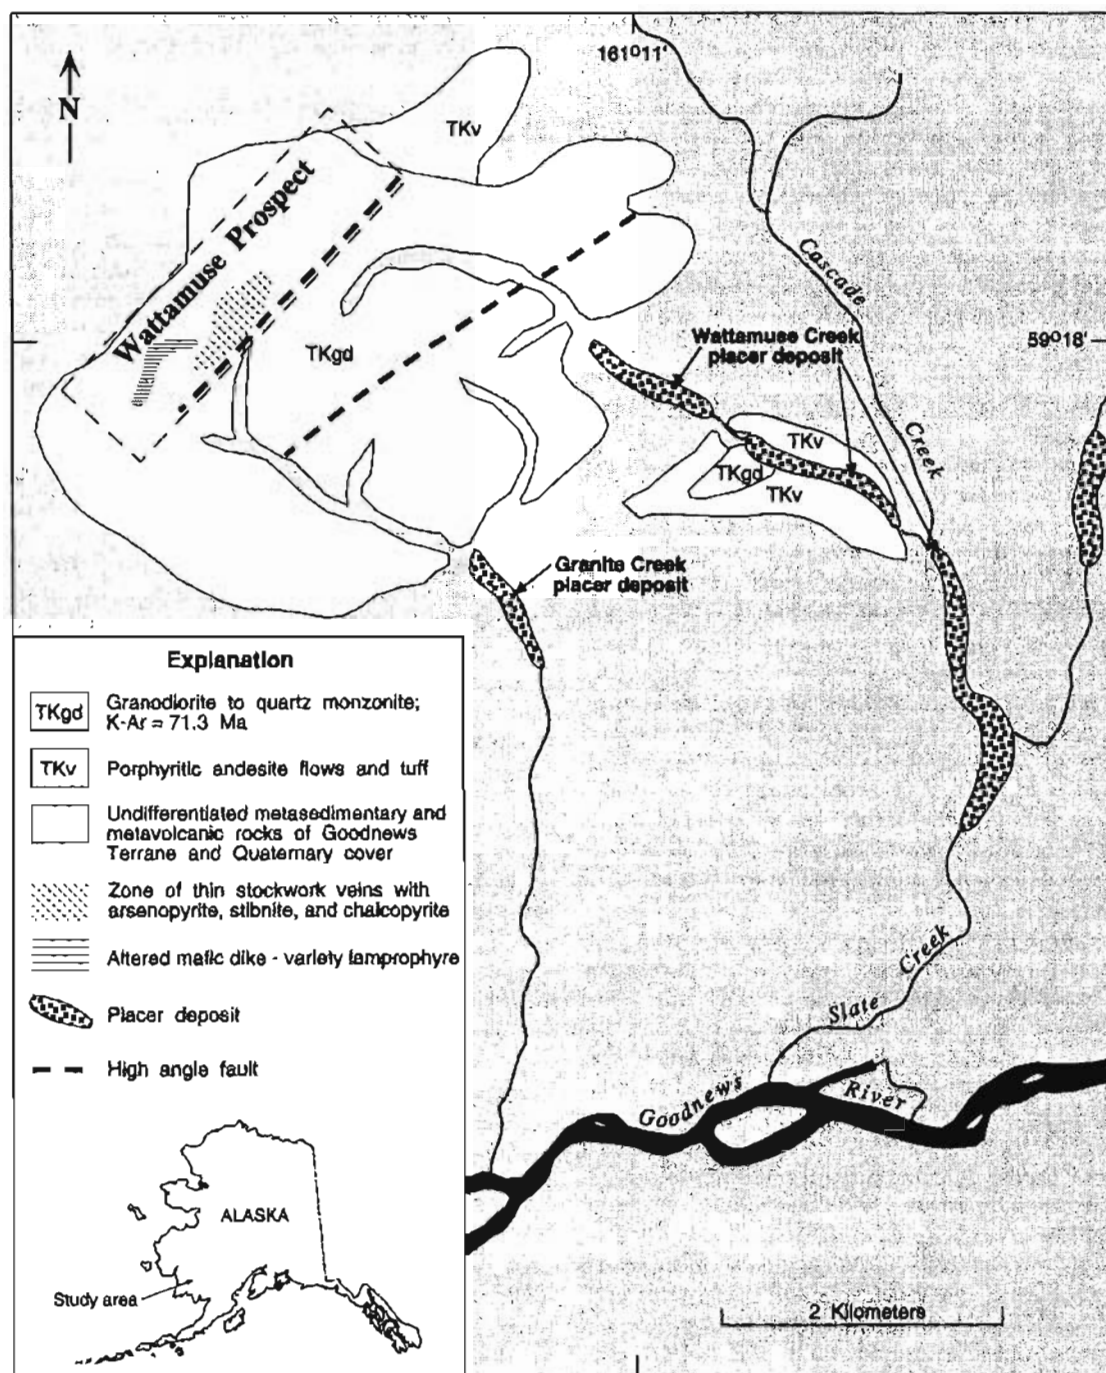 161°11'
N
TKv
Wattamuse Prospect
Cascade
Creek
TKgd
Wattamuse Creek
placer deposit
59°18'
TKv
TKgd
TKv
Granite Creek
placer deposit
Explanation
TKgd
Granodiorite to quartz monzonite;
K-Ar = 71.3 Ma
TKv
Porphyritic andesite flows and tuff
Undifferentiated metasedimentary and
metavolcanic rocks of Goodnews
Terrane and Quaternary cover
Zone of thin stockwork veins with
arsenopyrite, stibnite, and chalcopyrite
Altered mafic dike - variety lamprophyre
Placer deposit
High angle fault
Slate Creek
Goodnews River
ALASKA
Study area
2 Kilometers